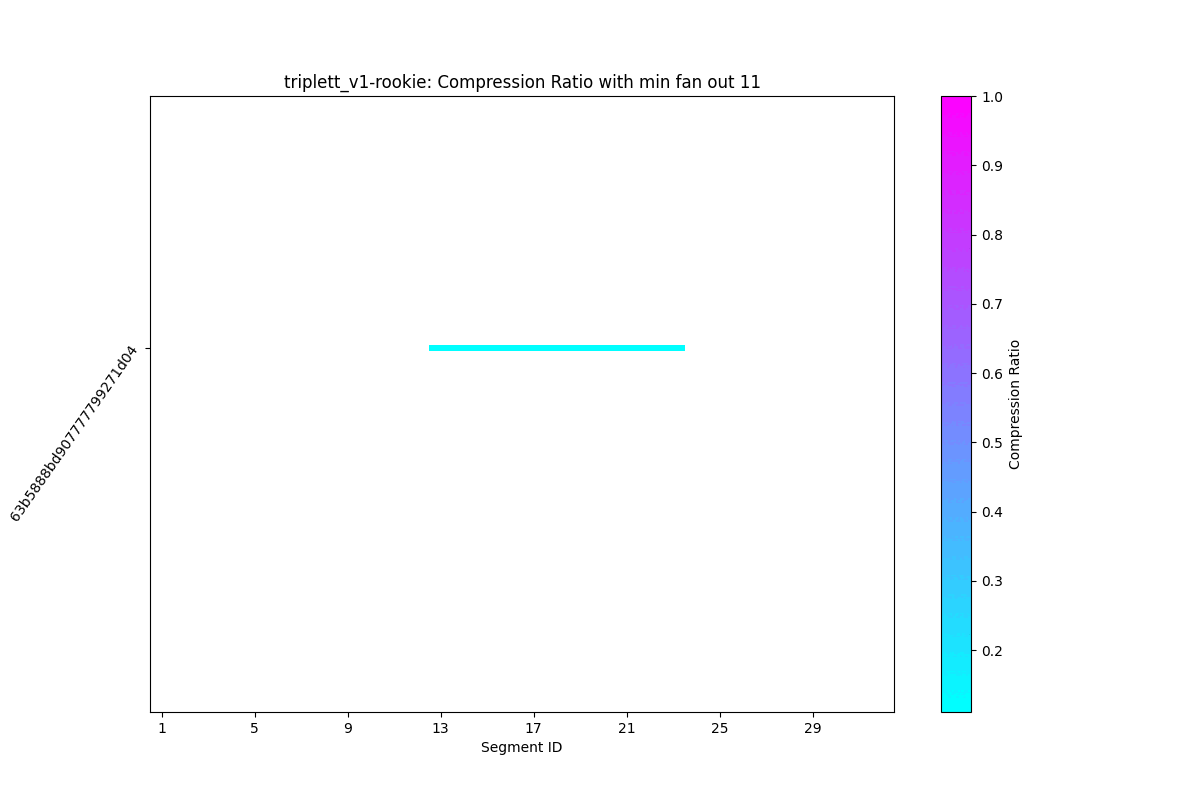 triplett_v1-rookie: Compression Ratio with min fan out 11
63b5888bd907777799271d04
1 5 9 13 17 21 25 29
Segment ID
1.0
0.9
0.8
0.7
0.6
0.5
0.4
0.3
0.2
Compression Ratio